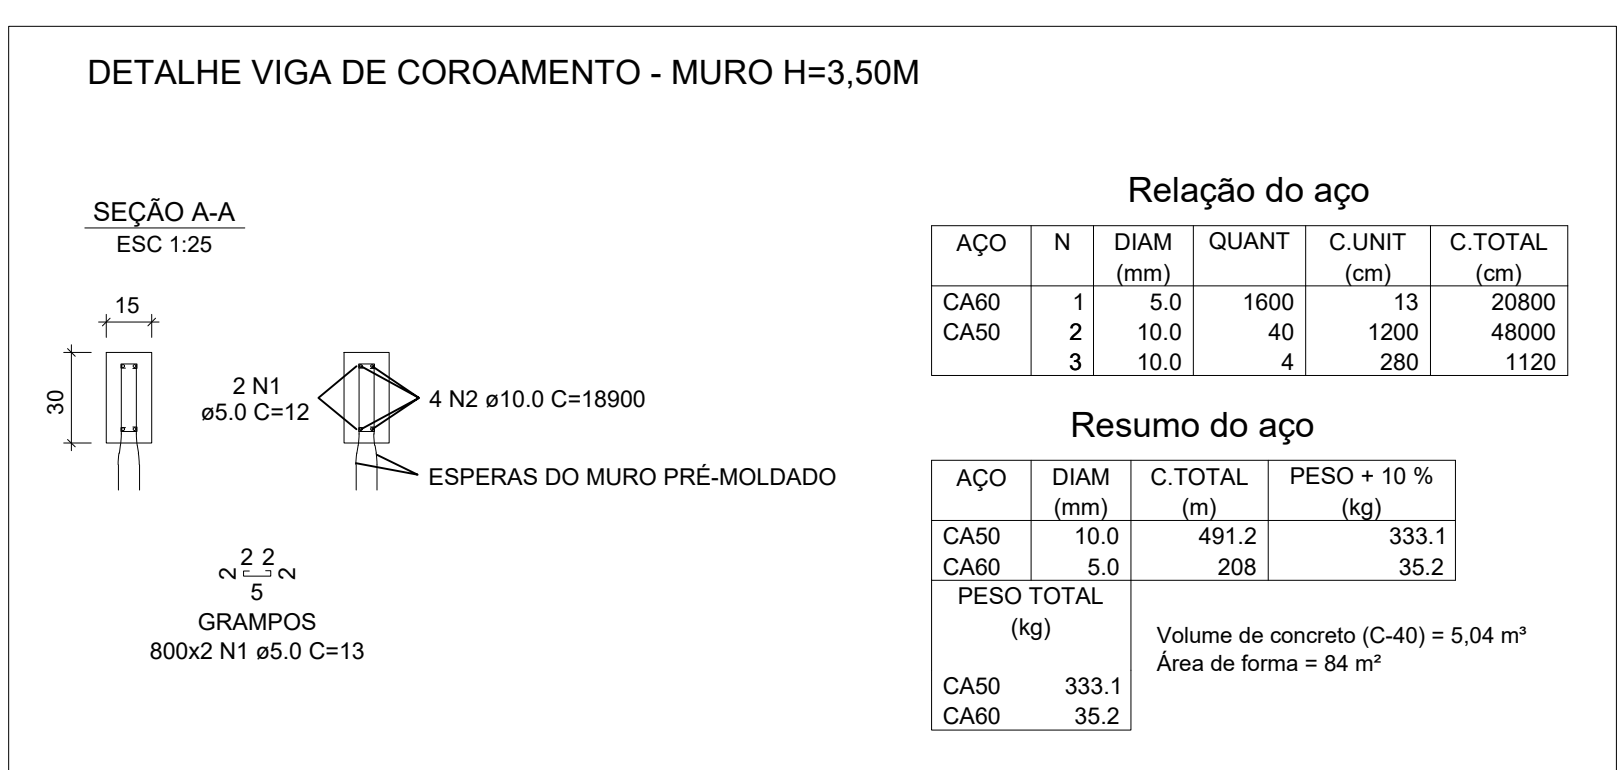 DETALHE VIGA DE COROAMENTO - MURO H=3,50M
SEÇÃO A-A
ESC 1:25
15
30
2 N1
ø5.0 C=12
4 N2 ø10.0 C=18900
ESPERAS DO MURO PRÉ-MOLDADO
2 2
2 2
5
GRAMPOS
800x2 N1 ø5.0 C=13
Relação do aço
AÇO N DIAM QUANT C.UNIT C.TOTAL
(mm) (cm) (cm)
CA60 1 5.0 1600 13 20800
CA50 2 10.0 40 1200 48000
3 10.0 4 280 1120
Resumo do aço
AÇO DIAM C.TOTAL PESO + 10 %
(mm) (m) (kg)
CA50 10.0 491.2 333.1
CA60 5.0 208 35.2
PESO TOTAL
(kg)
CA50 333.1
CA60 35.2
Volume de concreto (C-40) = 5,04 m³
Área de forma = 84 m²